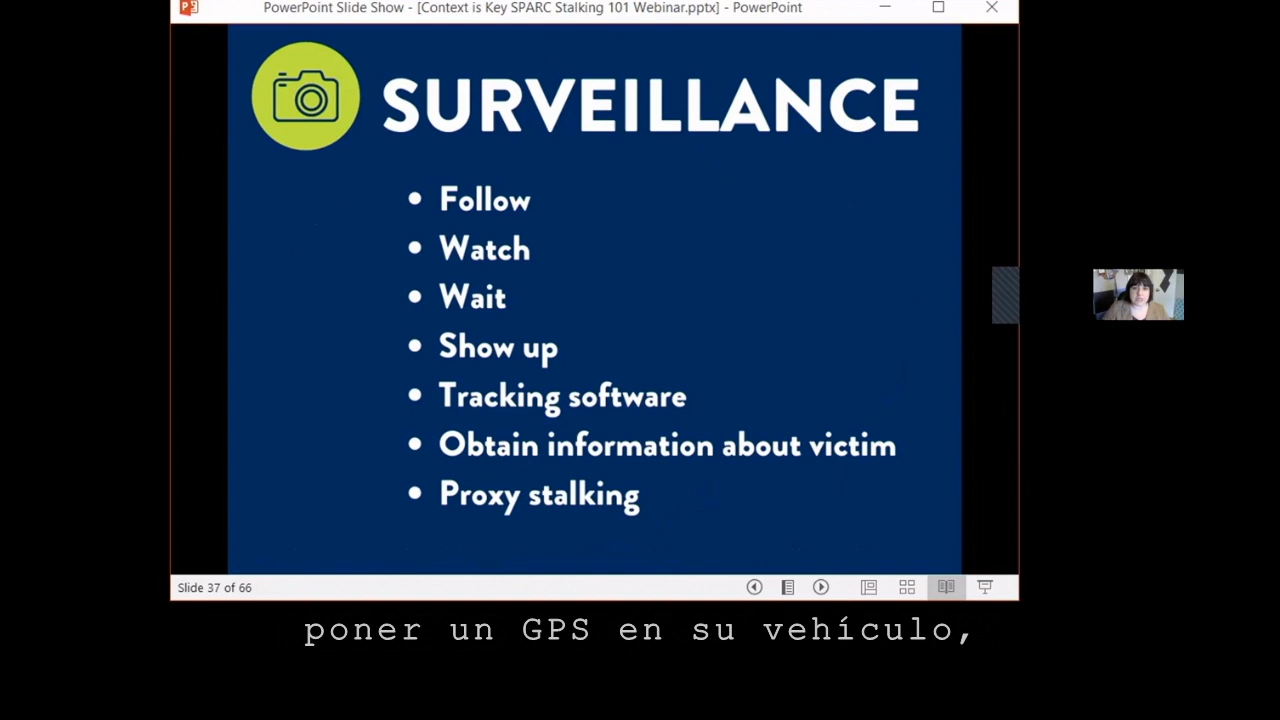 PowerPoint Slide Show - [Context is Key SPARC Stalking 101 Webinar.pptx] - PowerPoint
SURVEILLANCE
• Follow
• Watch
• Wait
• Show up
• Tracking software
• Obtain information about victim
• Proxy stalking
Slide 37 of 66
poner un GPS en su vehículo,